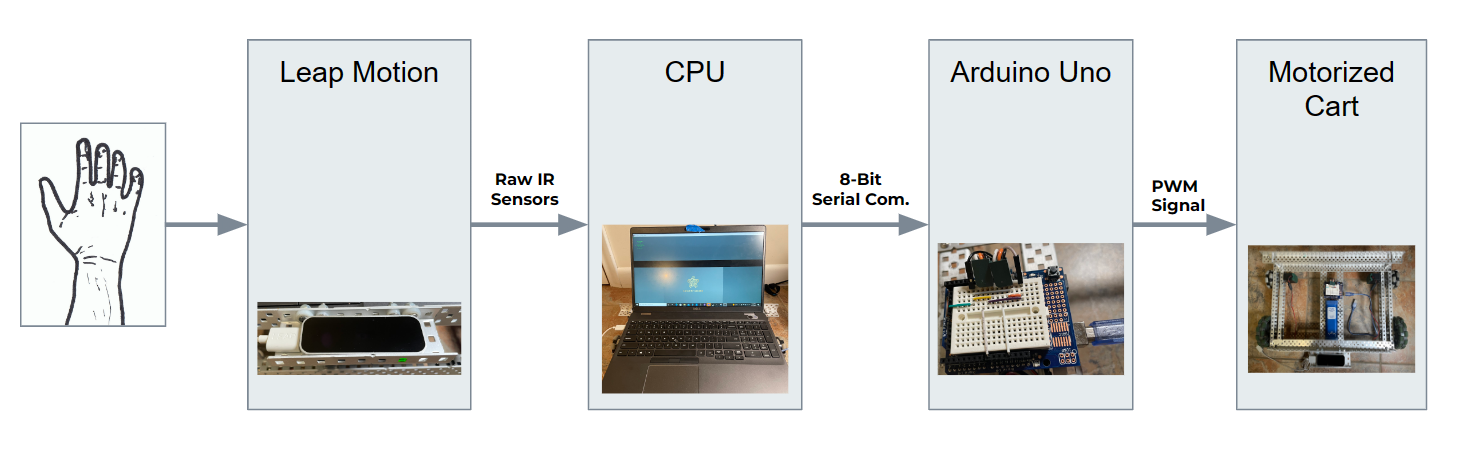 Leap Motion
CPU
Arduino Uno
Motorized
Cart
Raw IR
Sensors
8-Bit
Serial Com.
PWM
Signal